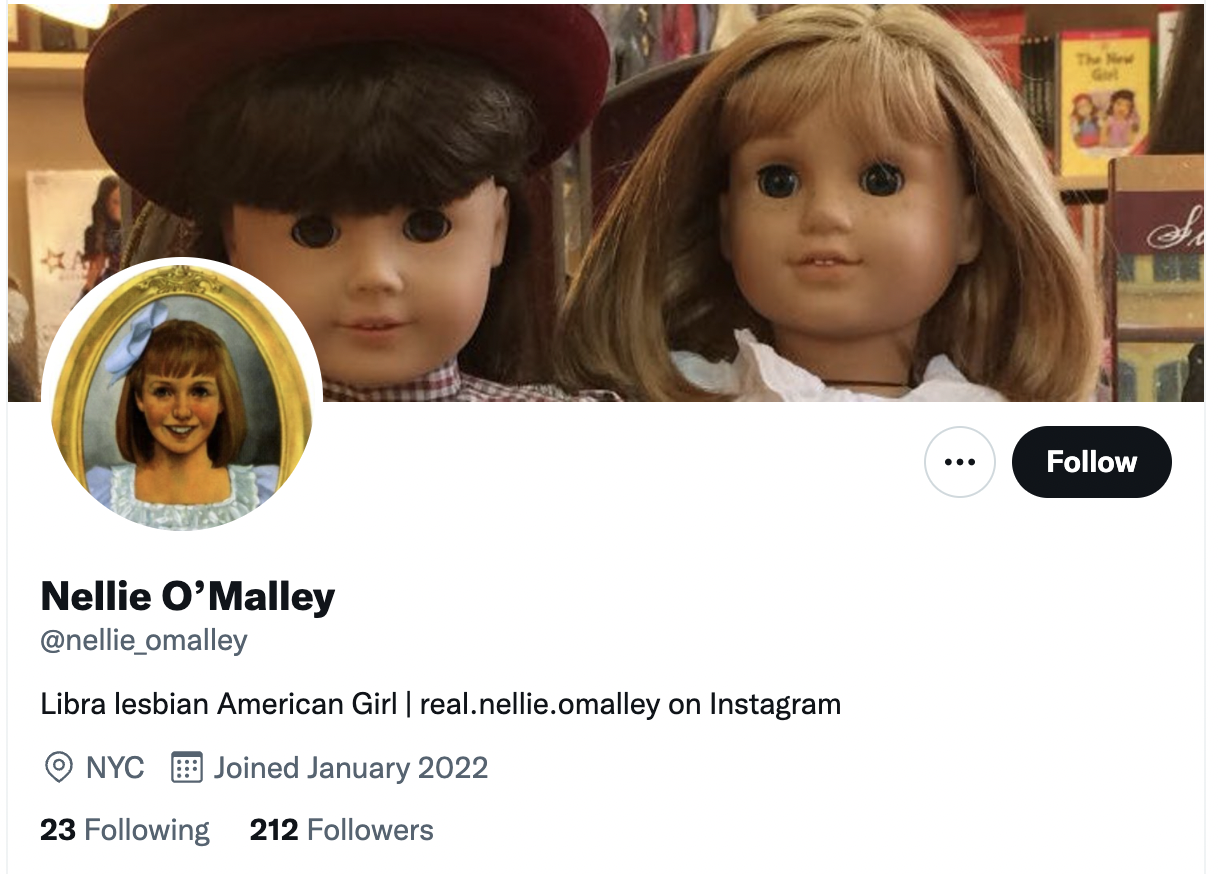 The New
Girl
Follow
Nellie O’Malley
@nellie_omalley
Libra lesbian American Girl | real.nellie.omalley on Instagram
NYC Joined January 2022
23 Following 212 Followers